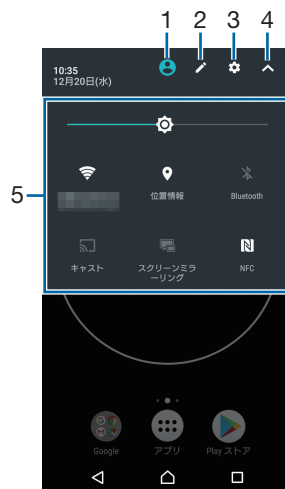 1 2 3 4
10:35
12月20日(水)
5
位置情報
Bluetooth
キャスト
スクリーンミラ
ーリング
NFC
Google
アプリ
Play ストア